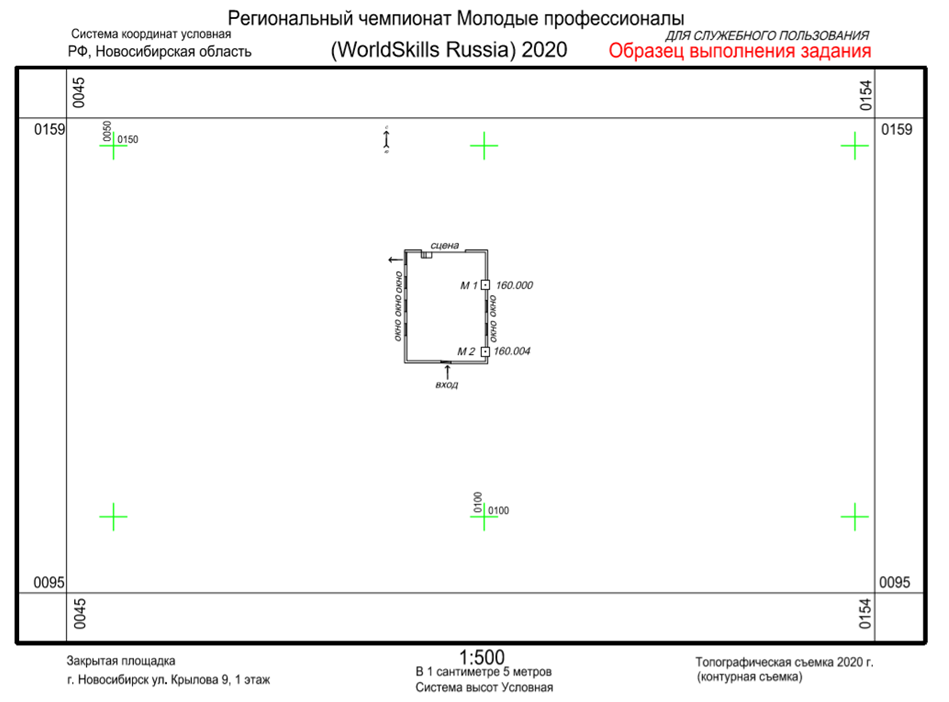 Региональный чемпионат Молодые профессионалы
(WorldSkills Russia) 2020
Система координат условная
РФ, Новосибирская область
ДЛЯ СЛУЖЕБНОГО ПОЛЬЗОВАНИЯ
Образец выполнения задания
0045
0154
0159
0159
0050
0150
сцена
М 1
160.000
окно окно окно
окно окно
М 2
160.004
вход
0100
0100
0095
0095
0045
0154
Закрытая площадка
г. Новосибирск ул. Крылова 9, 1 этаж
1:500
В 1 сантиметре 5 метров
Система высот Условная
Топографическая съемка 2020 г.
(контурная съемка)